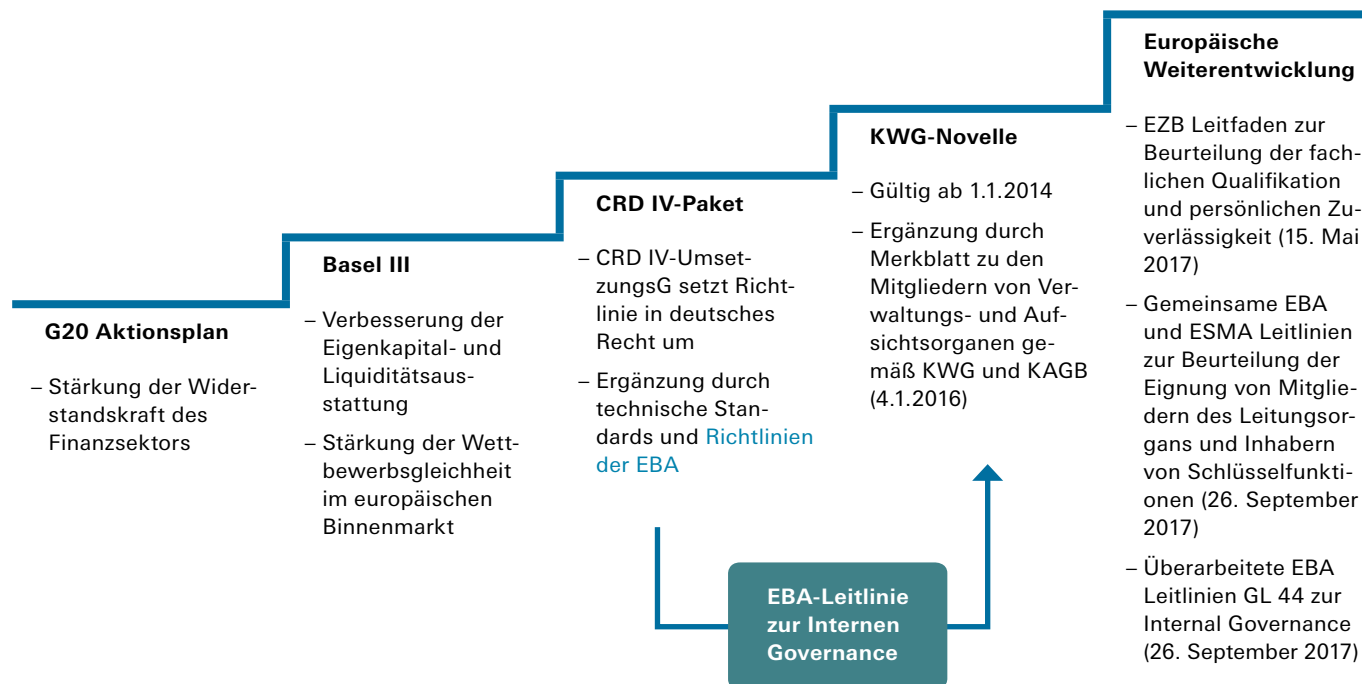 G20 Aktionsplan
– Stärkung der Wider-
standskraft des
Finanzsektors
Basel III
– Verbesserung der
Eigenkapital- und
Liquiditätsaus-
stattung
– Stärkung der Wett-
bewerbsgleichheit
im europäischen
Binnenmarkt
CRD IV-Paket
– CRD IV-Umset-
zungsG setzt Richt-
linie in deutsches
Recht um
– Ergänzung durch
technische Stan-
dards und Richtlinien
der EBA
KWG-Novelle
– Gültig ab 1.1.2014
– Ergänzung durch
Merkblatt zu den
Mitgliedern von Ver-
waltungs- und Auf-
sichtsorganen ge-
mäß KWG und KAGB
(4.1.2016)
EBA-Leitlinie
zur Internen
Governance
Europäische
Weiterentwicklung
– EZB Leitfaden zur
Beurteilung der fach-
lichen Qualifikation
und persönlichen Zu-
verlässigkeit (15. Mai
2017)
– Gemeinsame EBA
und ESMA Leitlinien
zur Beurteilung der
Eignung von Mitglie-
dern des Leitungsor-
gans und Inhabern
von Schlüsselfunkti-
onen (26. September
2017)
– Überarbeitete EBA
Leitlinien GL 44 zur
Internal Governance
(26. September 2017)